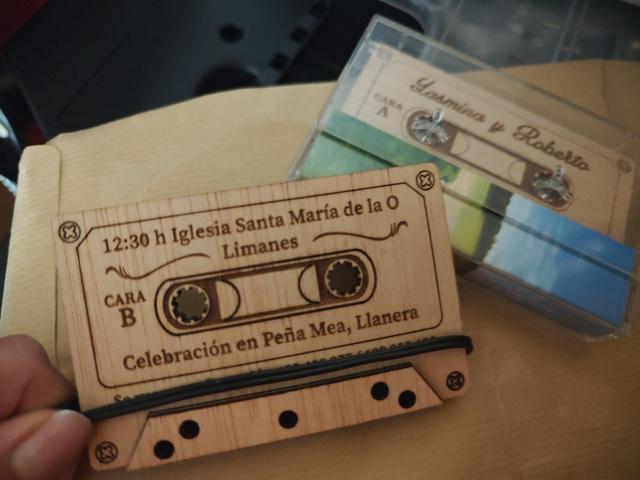 Yasmina y Roberto
CARA
A
12:30 h Iglesia Santa María de la O
Limanes
CARA
B
Celebración en Peña Mea, Llanera